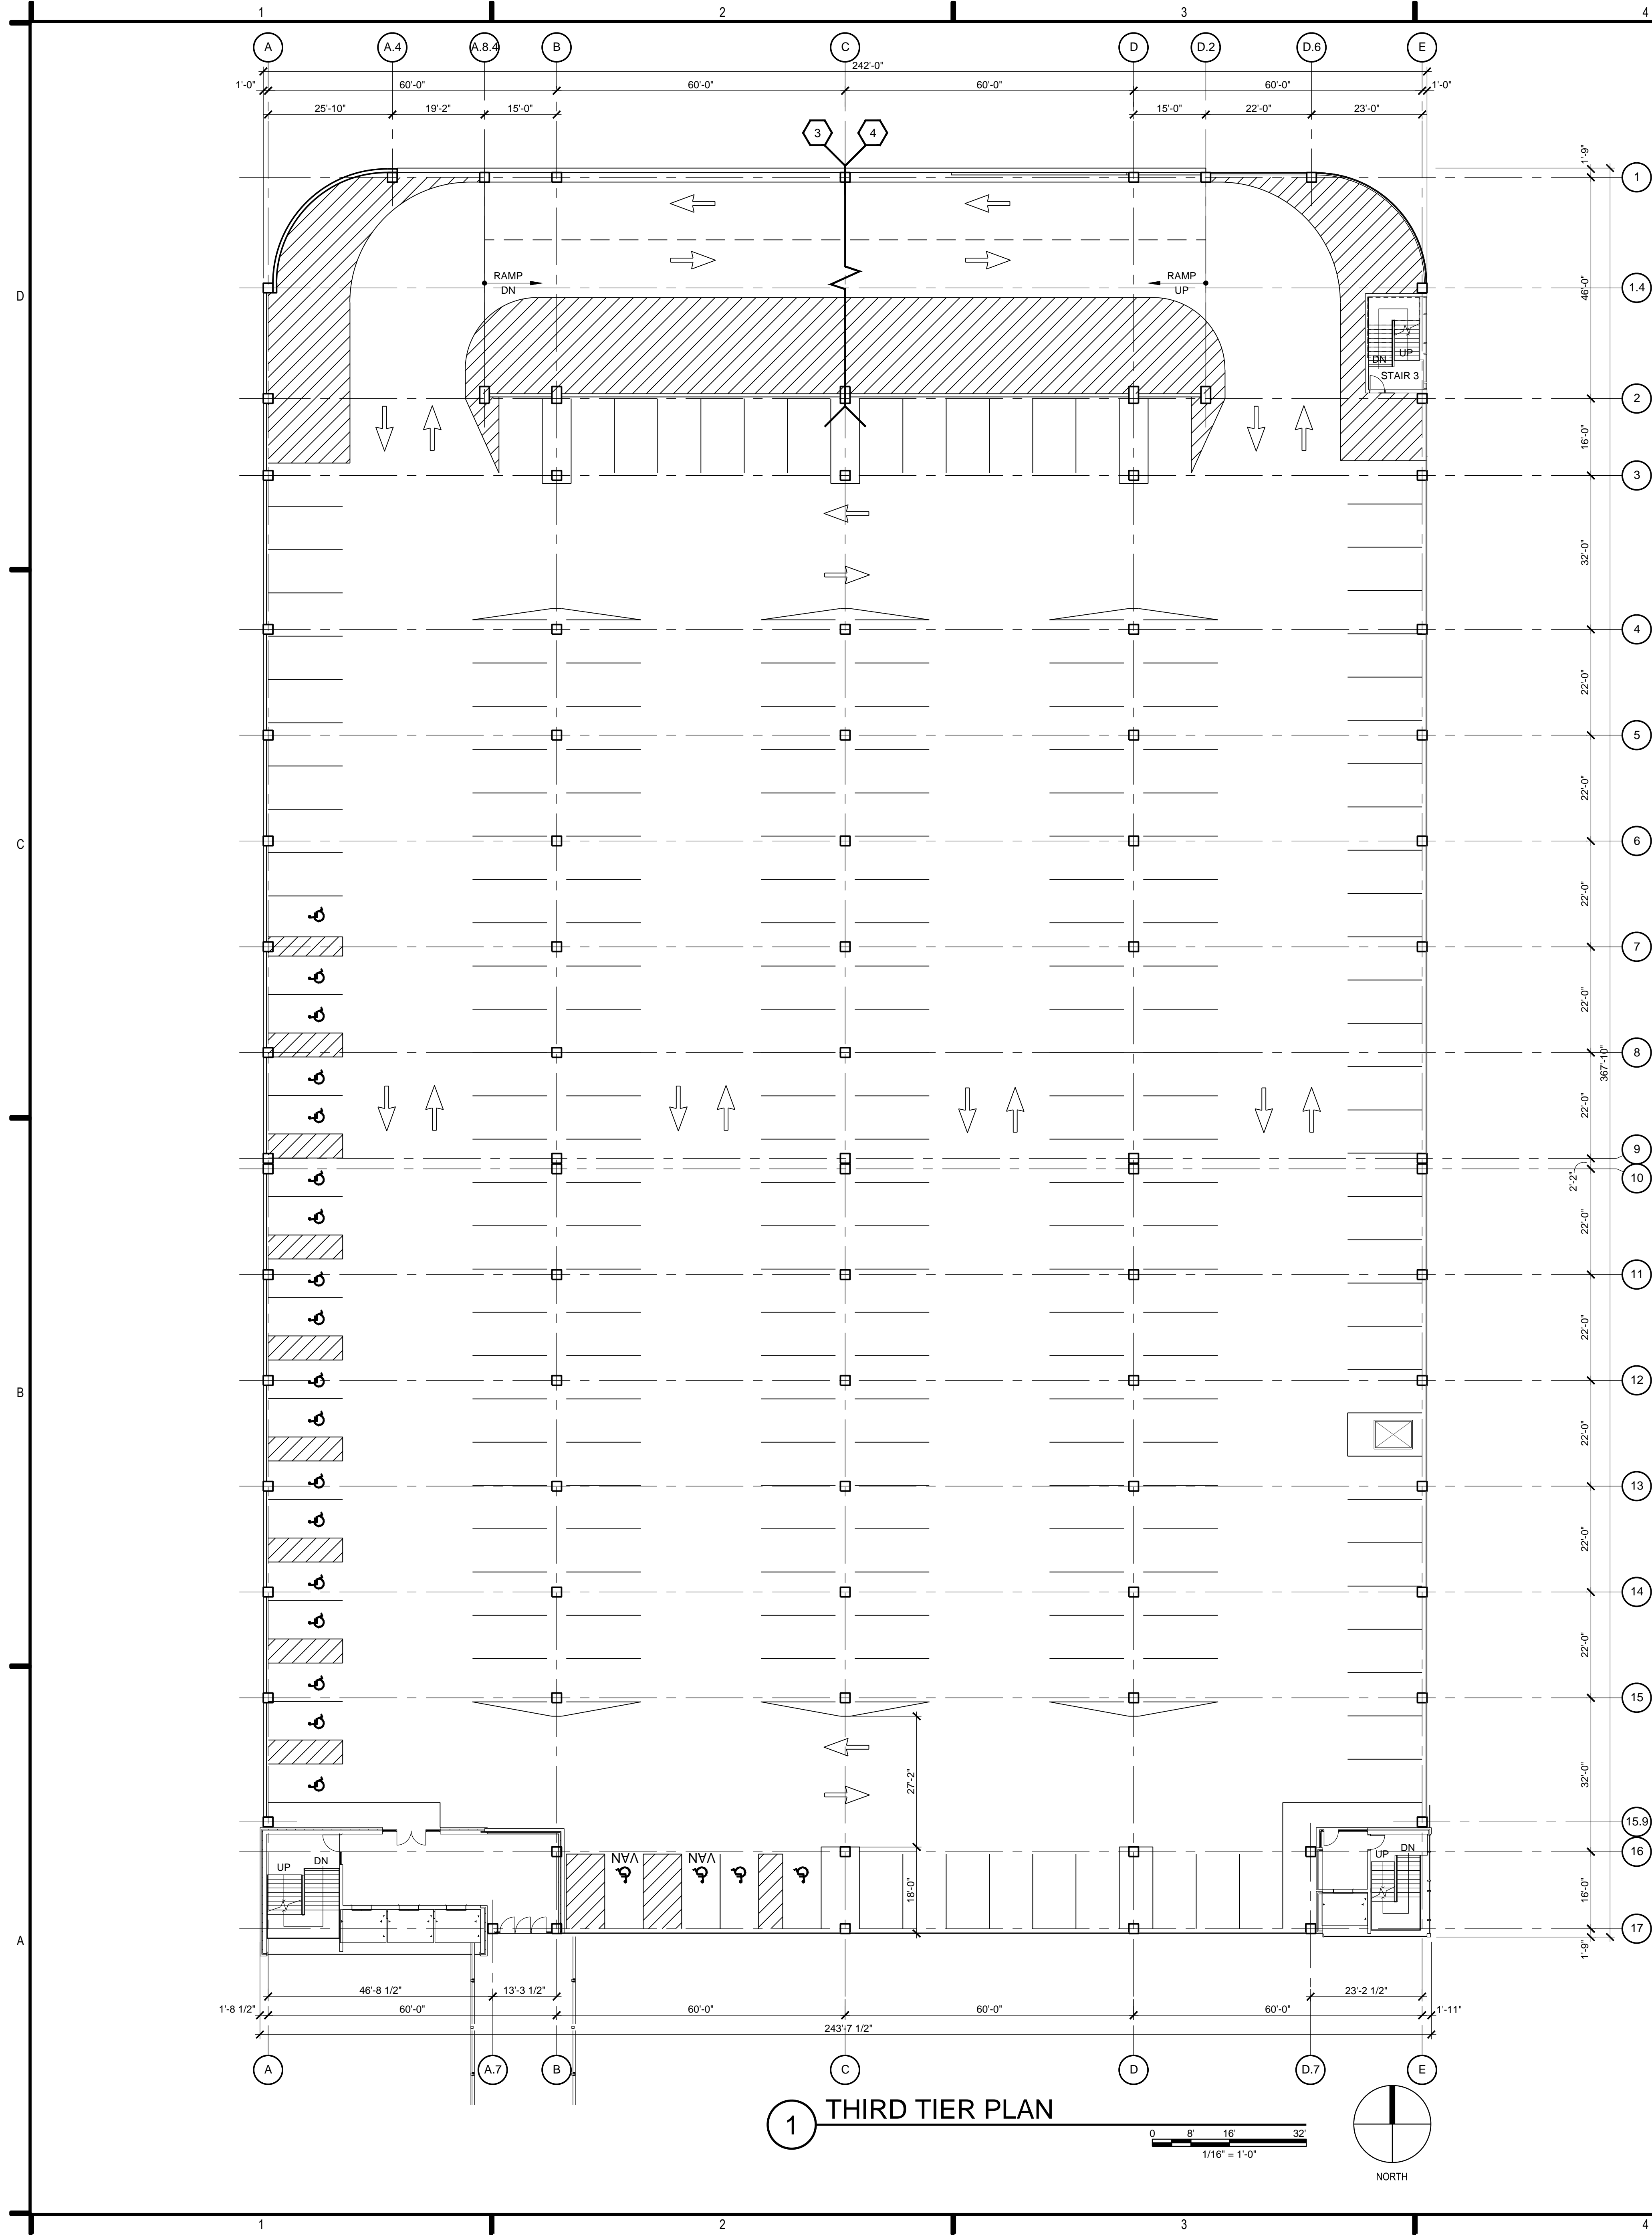 1 2 3 4
A A.4 A.8.4 B C D D.2 D.6 E
242'-0"
1'-0" 60'-0" 60'-0" 60'-0" 60'-0" 1'-0"
25'-10" 19'-2" 15'-0" 15'-0" 22'-0" 23'-0"
3 4
1'-9"
1
RAMP DN
RAMP UP
D
46'-0"
1.4
DN UP
STAIR 3
2
16'-0"
3
32'-0"
4
22'-0"
5
22'-0"
C
6
22'-0"
7
22'-0"
8
367'-10"
22'-0"
9
2'-2"
10
22'-0"
11
22'-0"
12
B
22'-0"
13
22'-0"
14
22'-0"
15
27'-2"
32'-0"
15.9
16
UP DN
VAN VAN
UP DN
18'-0"
16'-0"
17
A
1'-9"
46'-8 1/2" 13'-3 1/2" 23'-2 1/2"
1'-8 1/2" 60'-0" 60'-0" 60'-0" 60'-0" 1'-11"
243'-7 1/2"
A A.7 B C D D.7 E
1 THIRD TIER PLAN
0 8' 16' 32'
1/16" = 1'-0"
NORTH
1 2 3 4